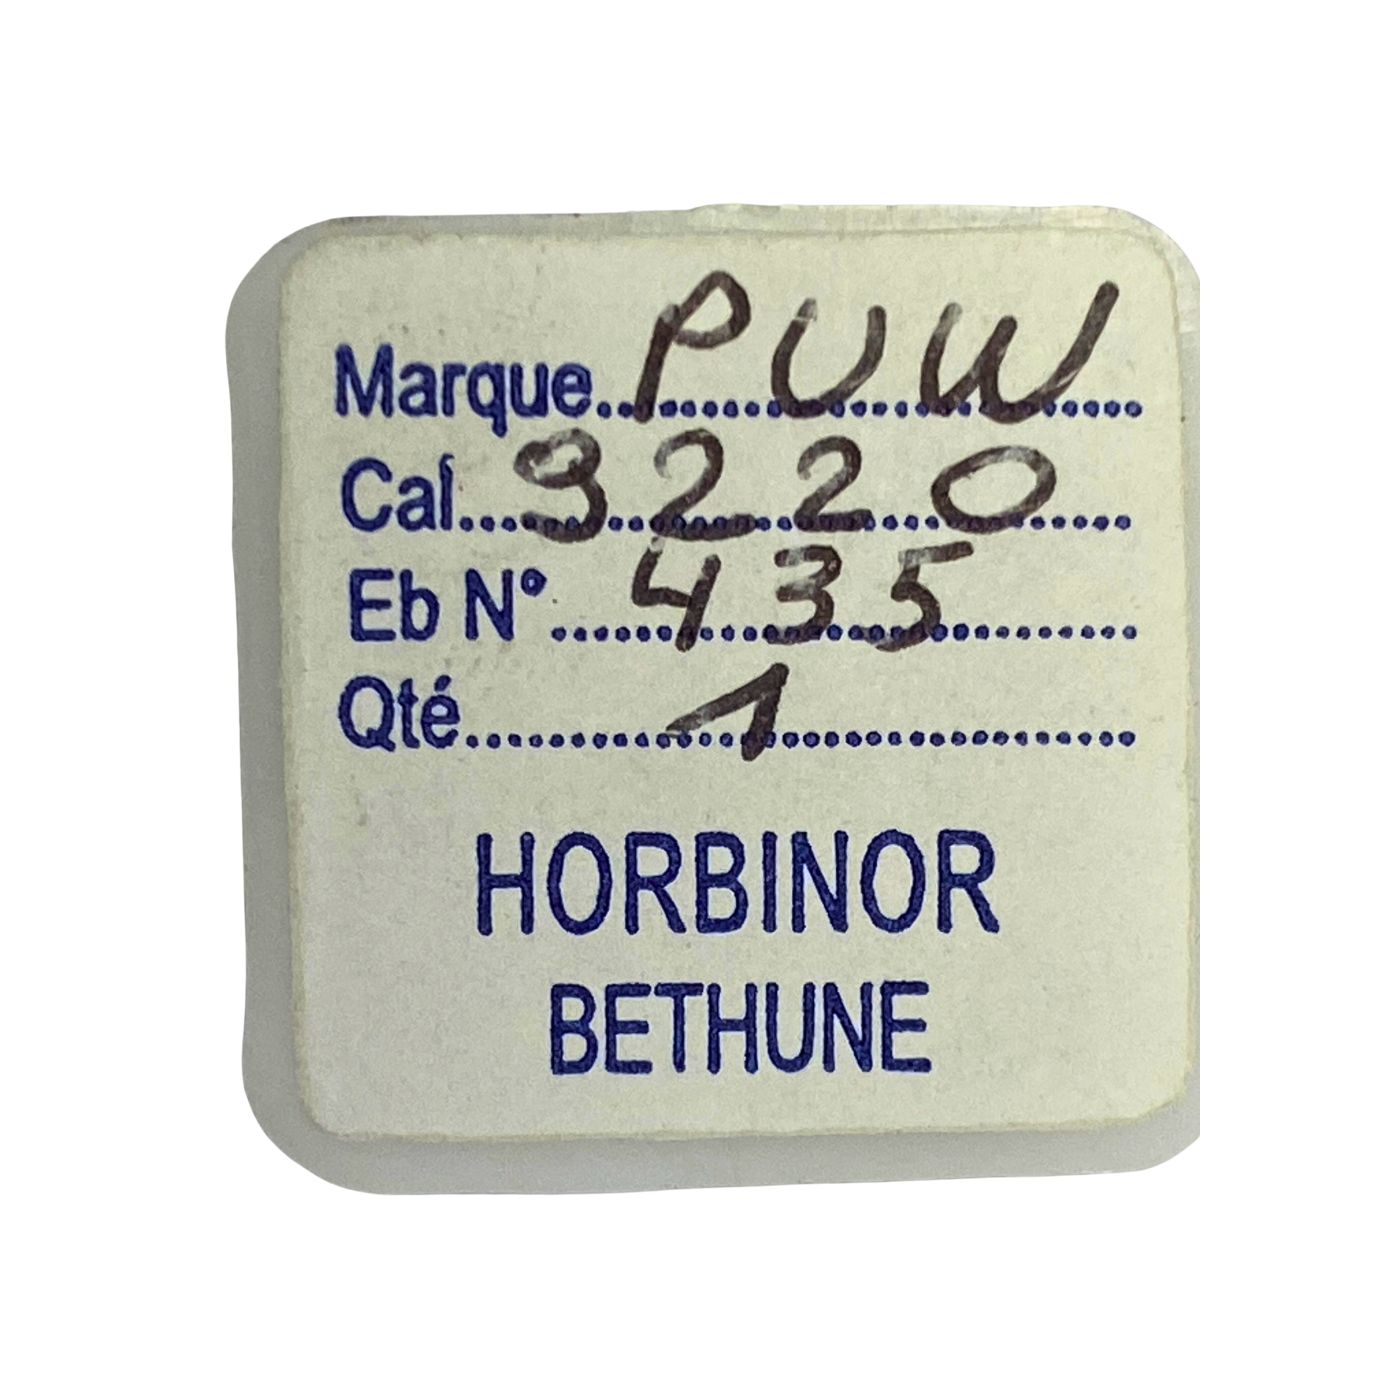 Marque PUW
Cal 9220
Eb N° 435
Qté 1
HORBINOR
BETHUNE